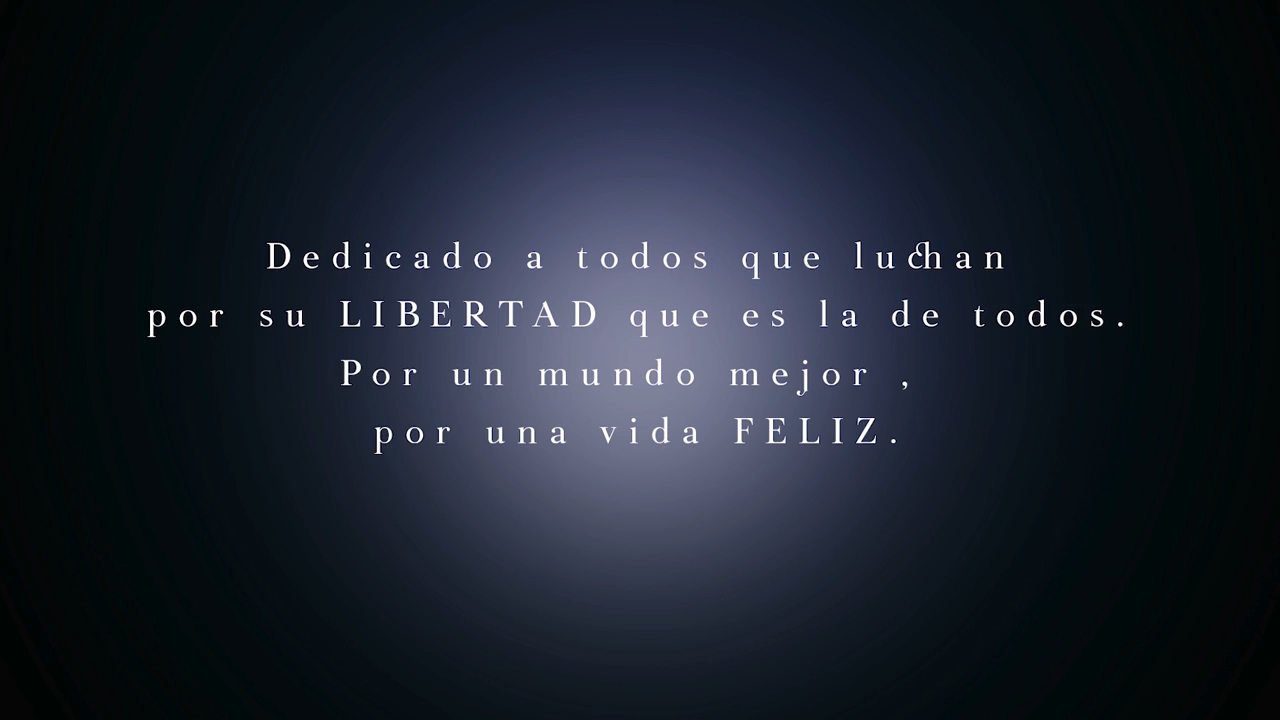 Dedicado a todos que luchan
por su LIBERTAD que es la de todos.
Por un mundo mejor ,
por una vida FELIZ.